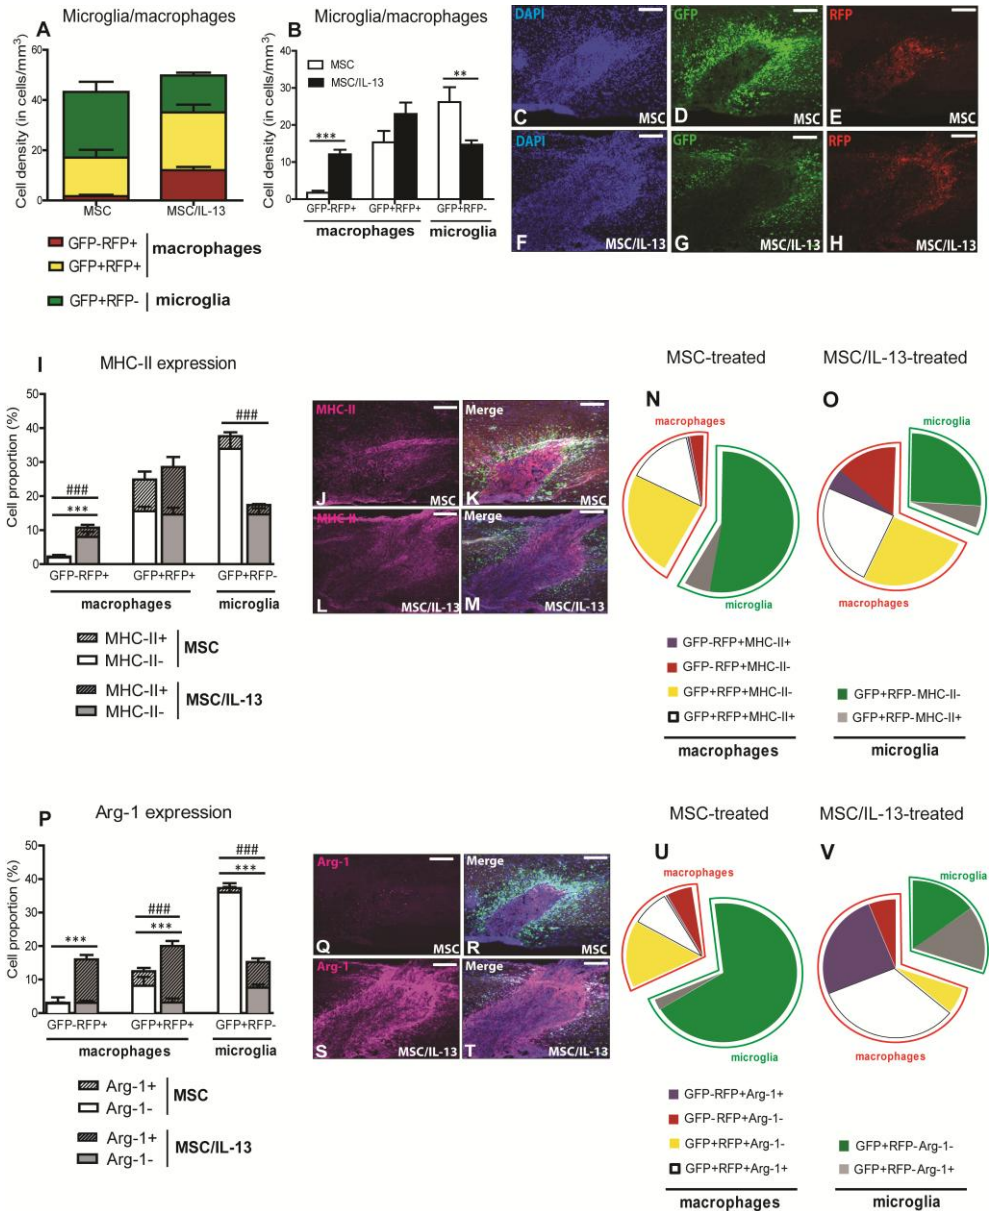 Microglia/macrophages
A
Cell density (in cells/mm³)
60
40
20
0
MSC
MSC/IL-13
GFP-RFP+
GFP+RFP+
macrophages
GFP+RFP-
microglia
Microglia/macrophages
B
Cell density (in cells/mm³)
40
30
20
10
0
MSC
MSC/IL-13
***
**
GFP-RFP+
GFP+RFP+
GFP+RFP-
macrophages
microglia
DAPI
C
MSC
GFP
D
MSC
RFP
E
MSC
DAPI
F
MSC/IL-13
GFP
G
MSC/IL-13
RFP
H
MSC/IL-13
I
MHC-II expression
Cell proportion (%)
50
40
30
20
10
0
###
***
###
GFP-RFP+
GFP+RFP+
GFP+RFP-
macrophages
microglia
MHC-II+
MHC-II-
MSC
MHC-II+
MHC-II-
MSC/IL-13
MHC-II
J
MSC
Merge
K
MSC
MHC-II
L
MSC/IL-13
Merge
M
MSC/IL-13
MSC-treated
N
macrophages
microglia
MSC/IL-13-treated
O
microglia
macrophages
GFP-RFP+MHC-II+
GFP-RFP+MHC-II-
GFP+RFP+MHC-II-
GFP+RFP+MHC-II+
macrophages
GFP+RFP-MHC-II-
GFP+RFP-MHC-II+
microglia
P
Arg-1 expression
Cell proportion (%)
50
40
30
20
10
0
***
###
***
###
***
GFP-RFP+
GFP+RFP+
GFP+RFP-
macrophages
microglia
Arg-1+
Arg-1-
MSC
Arg-1+
Arg-1-
MSC/IL-13
Arg-1
Q
MSC
Merge
R
MSC
Arg-1
S
MSC/IL-13
Merge
T
MSC/IL-13
MSC-treated
U
macrophages
microglia
MSC/IL-13-treated
V
microglia
macrophages
GFP-RFP+Arg-1+
GFP-RFP+Arg-1-
GFP+RFP+Arg-1-
GFP+RFP+Arg-1+
macrophages
GFP+RFP-Arg-1-
GFP+RFP-Arg-1+
microglia